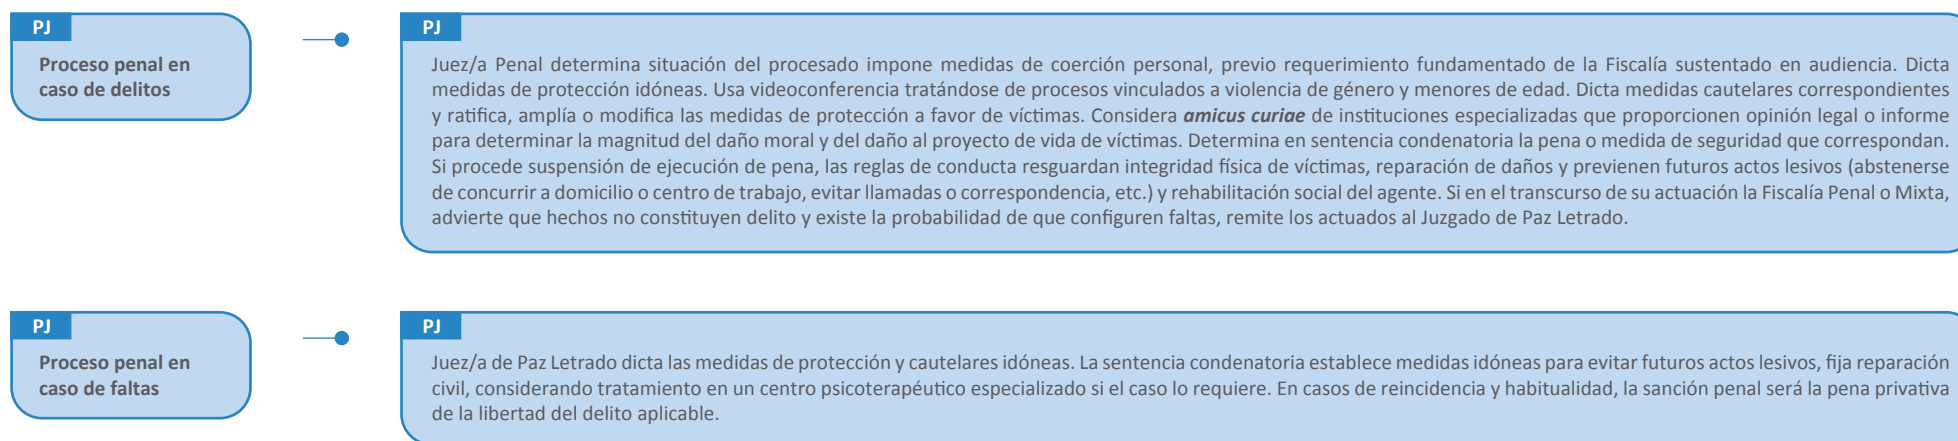 PJ
Proceso penal en
caso de delitos
PJ
Juez/a Penal determina situación del procesado impone medidas de coerción personal, previo requerimiento fundamentado de la Fiscalía sustentado en audiencia. Dicta
medidas de protección idóneas. Usa videoconferencia tratándose de procesos vinculados a violencia de género y menores de edad. Dicta medidas cautelares correspondientes
y ratifica, amplía o modifica las medidas de protección a favor de víctimas. Considera amicus curiae de instituciones especializadas que proporcionen opinión legal o informe
para determinar la magnitud del daño moral y del daño al proyecto de vida de víctimas. Determina en sentencia condenatoria la pena o medida de seguridad que correspondan.
Si procede suspensión de ejecución de pena, las reglas de conducta resguardan integridad física de víctimas, reparación de daños y previenen futuros actos lesivos (abstenerse
de concurrir a domicilio o centro de trabajo, evitar llamadas o correspondencia, etc.) y rehabilitación social del agente. Si en el transcurso de su actuación la Fiscalía Penal o Mixta,
advierte que hechos no constituyen delito y existe la probabilidad de que configuren faltas, remite los actuados al Juzgado de Paz Letrado.
PJ
Proceso penal en
caso de faltas
PJ
Juez/a de Paz Letrado dicta las medidas de protección y cautelares idóneas. La sentencia condenatoria establece medidas idóneas para evitar futuros actos lesivos, fija reparación
civil, considerando tratamiento en un centro psicoterapéutico especializado si el caso lo requiere. En casos de reincidencia y habitualidad, la sanción penal será la pena privativa
de la libertad del delito aplicable.